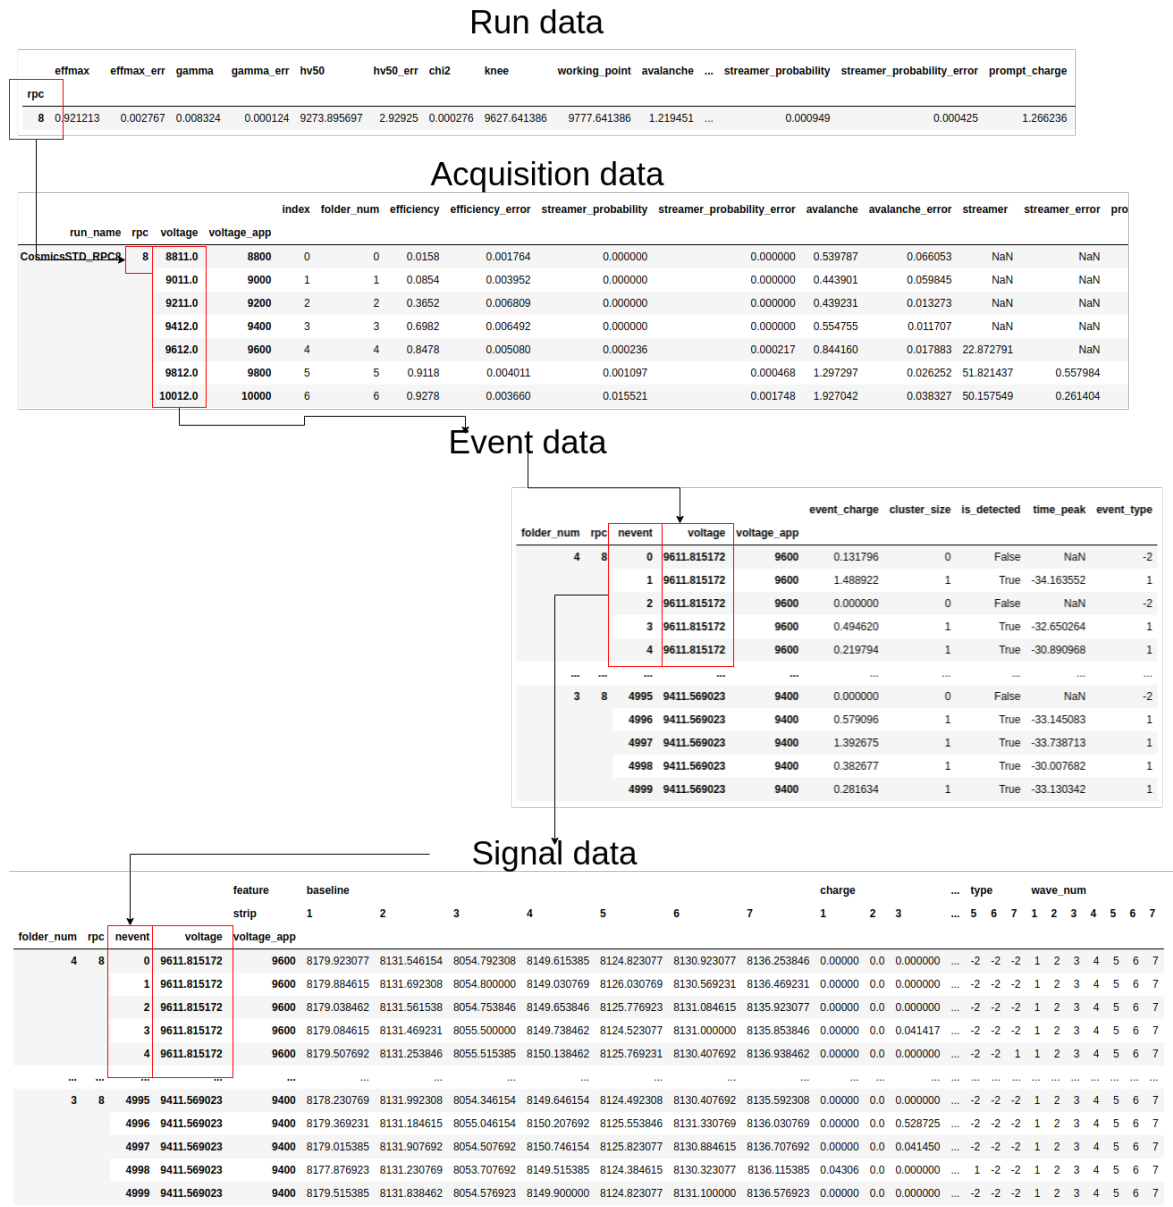 Run data
effmax effmax_err gamma gamma_err hv50 hv50_err chi2 knee working_point avalanche ... streamer_probability streamer_probability_error prompt_charge
rpc
8 0.921213 0.002767 0.008324 0.000124 9273.895697 2.92925 0.000276 9627.641386 9777.641386 1.219451 ... 0.000949 0.000425 1.266236
Acquisition data
index folder_num efficiency efficiency_error streamer_probability streamer_probability_error avalanche avalanche_error streamer streamer_error pro
run_name rpc voltage voltage_app
CosmicsSTD_RPC8 8 8811.0 8800 0 0 0.0158 0.001764 0.000000 0.000000 0.539787 0.066053 NaN NaN
9011.0 9000 1 1 0.0854 0.003952 0.000000 0.000000 0.443901 0.059845 NaN NaN
9211.0 9200 2 2 0.3652 0.006809 0.000000 0.000000 0.439231 0.013273 NaN NaN
9412.0 9400 3 3 0.6982 0.006492 0.000000 0.000000 0.554755 0.011707 NaN NaN
9612.0 9600 4 4 0.8478 0.005080 0.000236 0.000217 0.844160 0.017883 22.872791 NaN
9812.0 9800 5 5 0.9118 0.004011 0.001097 0.000468 1.297297 0.026252 51.821437 0.557984
10012.0 10000 6 6 0.9278 0.003660 0.015521 0.001748 1.927042 0.038327 50.157549 0.261404
Event data
event_charge cluster_size is_detected time_peak event_type
folder_num rpc nevent voltage voltage_app
4 8 0 9611.815172 9600 0.131796 0 False NaN -2
1 9611.815172 9600 1.488922 1 True -34.163552 1
2 9611.815172 9600 0.000000 0 False NaN -2
3 9611.815172 9600 0.494620 1 True -32.650264 1
4 9611.815172 9600 0.219794 1 True -30.890968 1
... ... ... ... ... ... ... ... ... ...
3 8 4995 9411.569023 9400 0.000000 0 False NaN -2
4996 9411.569023 9400 0.579096 1 True -33.145083 1
4997 9411.569023 9400 1.392675 1 True -33.738713 1
4998 9411.569023 9400 0.382677 1 True -30.007682 1
4999 9411.569023 9400 0.281634 1 True -33.130342 1
Signal data
feature baseline charge ... type wave_num
strip 1 2 3 4 5 6 7 1 2 3 ... 5 6 7 1 2 3 4 5 6 7
folder_num rpc nevent voltage voltage_app
4 8 0 9611.815172 9600 8179.923077 8131.546154 8054.792308 8149.615385 8124.823077 8130.923077 8136.253846 0.00000 0.0 0.000000 ... -2 -2 -2 1 2 3 4 5 6 7
1 9611.815172 9600 8179.884615 8131.692308 8054.800000 8149.030769 8126.030769 8130.569231 8136.469231 0.00000 0.0 0.000000 ... -2 -2 -2 1 2 3 4 5 6 7
2 9611.815172 9600 8179.038462 8131.561538 8054.753846 8149.653846 8125.776923 8131.084615 8135.923077 0.00000 0.0 0.000000 ... -2 -2 -2 1 2 3 4 5 6 7
3 9611.815172 9600 8179.084615 8131.469231 8055.500000 8149.738462 8124.523077 8131.000000 8135.853846 0.00000 0.0 0.041417 ... -2 -2 -2 1 2 3 4 5 6 7
4 9611.815172 9600 8179.507692 8131.253846 8055.515385 8150.138462 8125.769231 8130.407692 8136.938462 0.00000 0.0 0.000000 ... -2 -2 1 1 2 3 4 5 6 7
... ... ... ... ... ... ... ... ... ... ... ... ... ... ... ... ... ... ... ... ... ... ... ... ... ... ...
3 8 4995 9411.569023 9400 8178.230769 8131.992308 8054.346154 8149.646154 8124.492308 8130.407692 8135.592308 0.00000 0.0 0.000000 ... -2 -2 -2 1 2 3 4 5 6 7
4996 9411.569023 9400 8179.369231 8131.184615 8055.046154 8150.207692 8125.553846 8131.330769 8136.030769 0.00000 0.0 0.528725 ... -2 -2 -2 1 2 3 4 5 6 7
4997 9411.569023 9400 8179.015385 8131.907692 8054.507692 8150.746154 8125.823077 8130.884615 8136.707692 0.00000 0.0 0.041450 ... -2 -2 -2 1 2 3 4 5 6 7
4998 9411.569023 9400 8177.876923 8131.230769 8053.707692 8149.515385 8124.384615 8130.323077 8136.115385 0.04306 0.0 0.000000 ... 1 -2 -2 1 2 3 4 5 6 7
4999 9411.569023 9400 8179.515385 8131.838462 8054.576923 8149.900000 8124.823077 8131.100000 8136.576923 0.00000 0.0 0.000000 ... -2 -2 -2 1 2 3 4 5 6 7